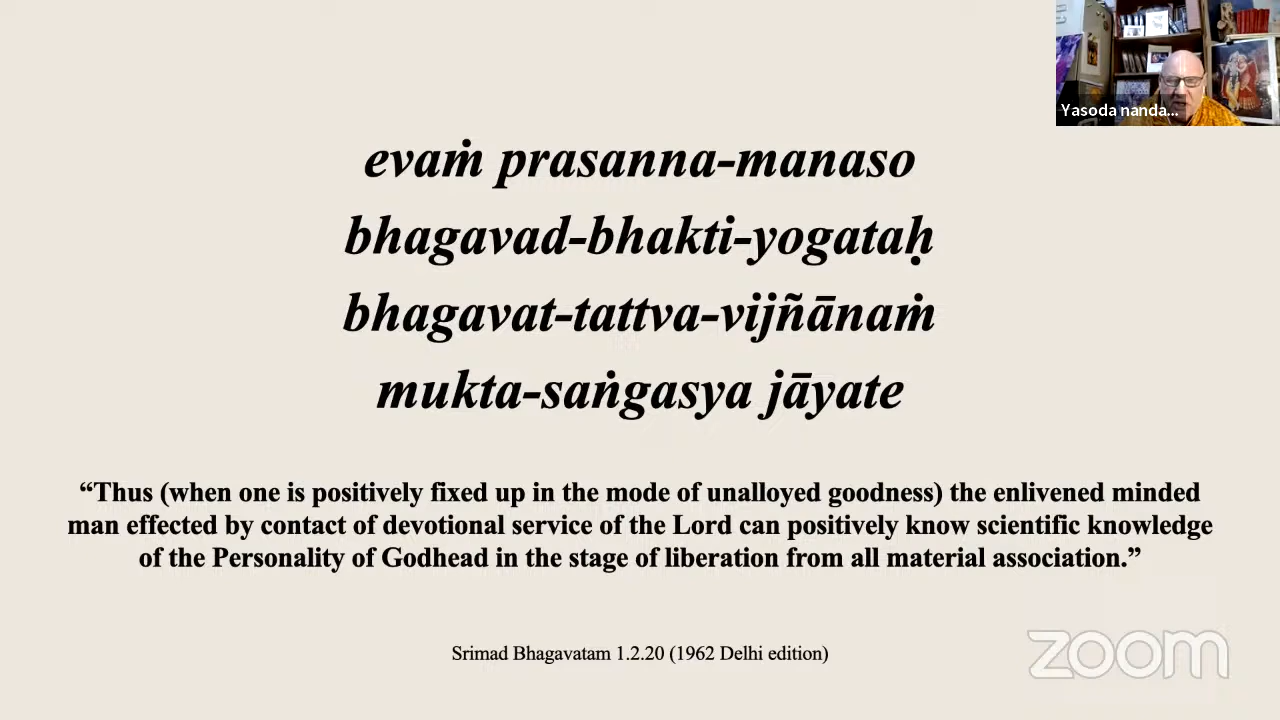 Yasoda nanda...
evaṁ prasanna-manaso
bhagavad-bhakti-yogataḥ
bhagavat-tattva-vijñānaṁ
mukta-saṅgasya jāyate
“Thus (when one is positively fixed up in the mode of unalloyed goodness) the enlivened minded
man effected by contact of devotional service of the Lord can positively know scientific knowledge
of the Personality of Godhead in the stage of liberation from all material association.”
Srimad Bhagavatam 1.2.20 (1962 Delhi edition)
zoom